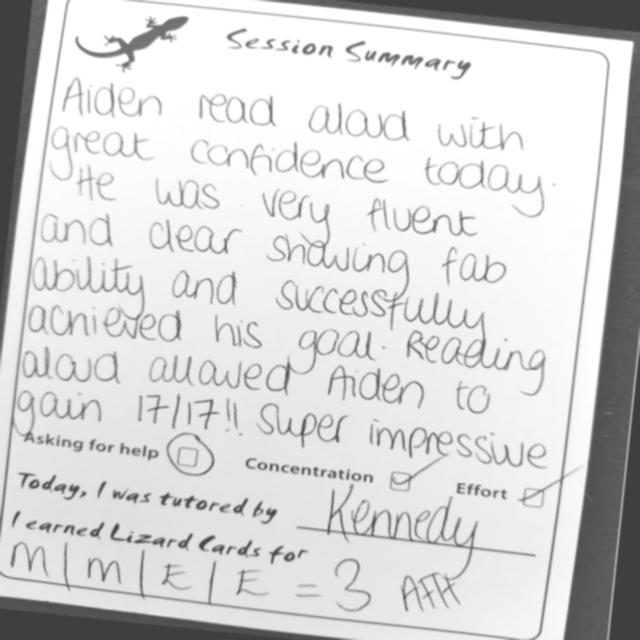 Session Summary
Aiden read aloud with
great confidence today.
He was very fluent
and clear showing fab
ability and successfully
achieved his goal. Reading
aloud allowed Aiden to
gain 17/17!! Super impressive
Asking for help Concentration Effort
Today, I was tutored by Kennedy
I earned Lizard Cards for
M | M | E | E = 3